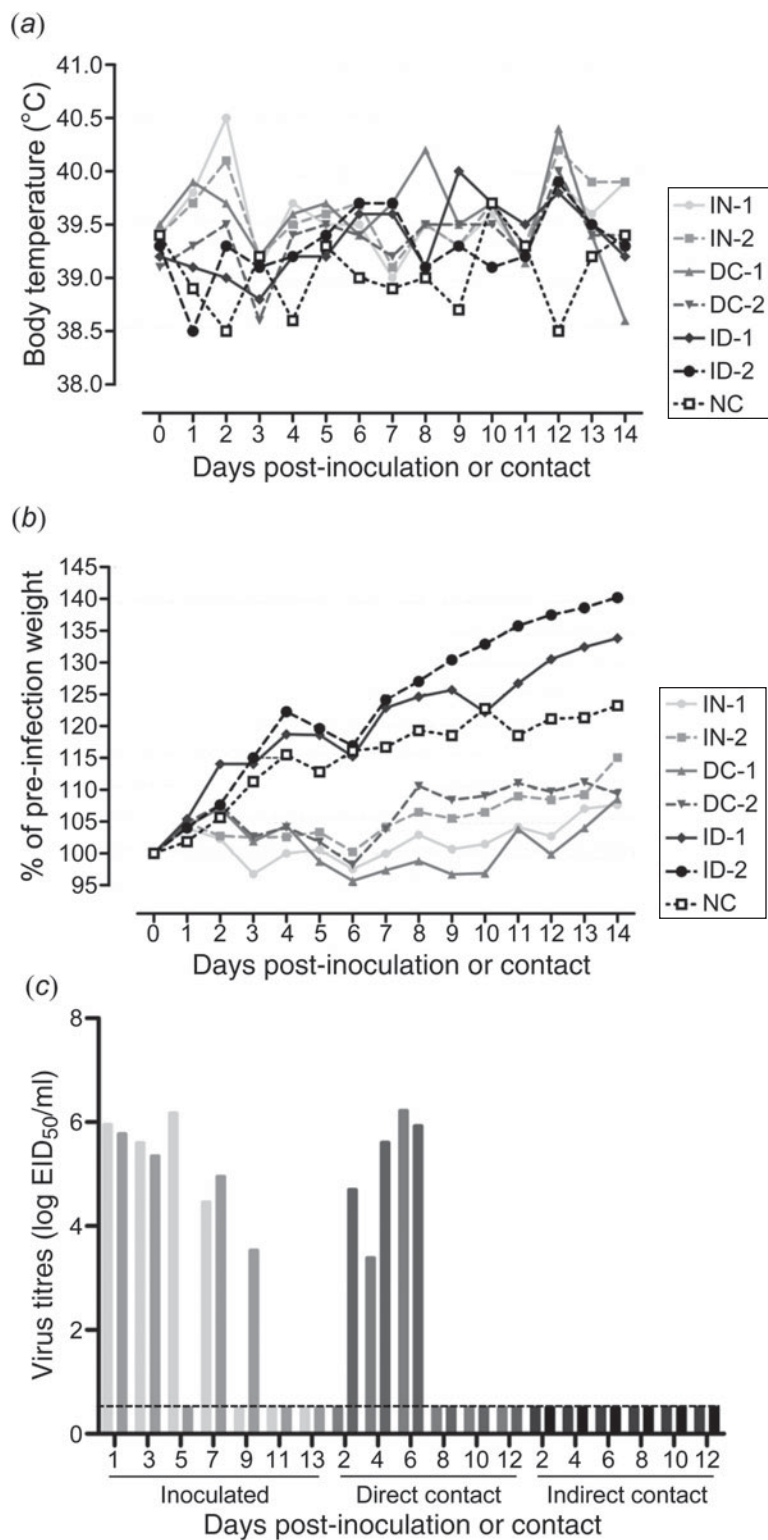 (a)
Body temperature (°C)
41.0
40.5
40.0
39.5
39.0
38.5
38.0
0 1 2 3 4 5 6 7 8 9 10 11 12 13 14
Days post-inoculation or contact
IN-1
IN-2
DC-1
DC-2
ID-1
ID-2
NC
(b)
% of pre-infection weight
145
140
135
130
125
120
115
110
105
100
95
0 1 2 3 4 5 6 7 8 9 10 11 12 13 14
Days post-inoculation or contact
IN-1
IN-2
DC-1
DC-2
ID-1
ID-2
NC
(c)
Virus titres (log EID50/ml)
8
6
4
2
0
1 3 5 7 9 11 13 2 4 6 8 10 12 2 4 6 8 10 12
Inoculated Direct contact Indirect contact
Days post-inoculation or contact